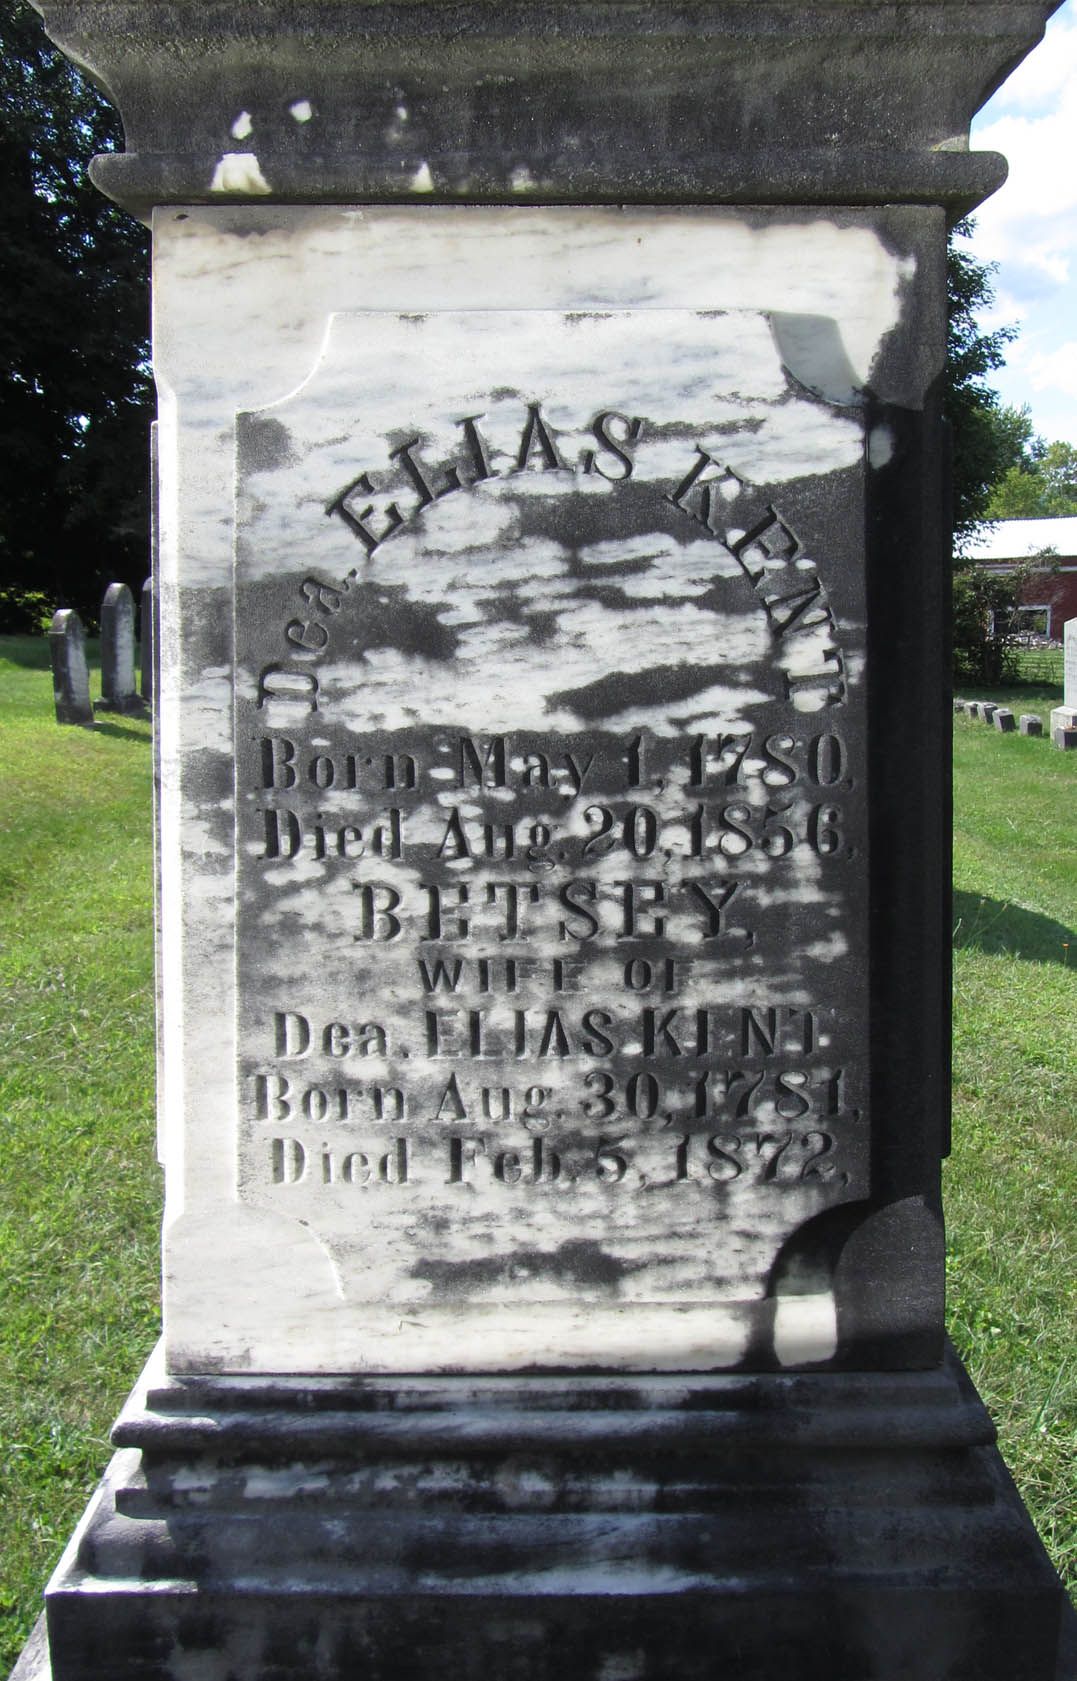 Dea. ELIAS KENT
Born May 1, 1780,
Died Aug. 20, 1856,
BETSEY,
WIFE OF
Dea. ELIAS KENT
Born Aug. 30, 1781,
Died Feb. 5, 1872,